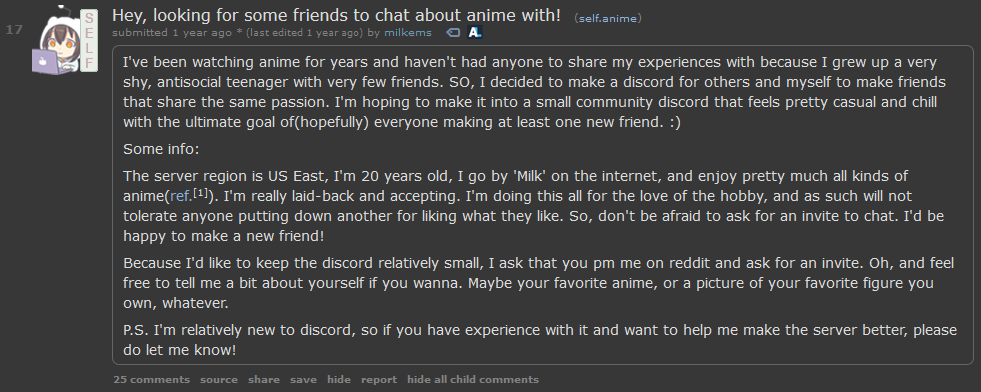 Hey, looking for some friends to chat about anime with! (self.anime)
17
SELF
submitted 1 year ago * (last edited 1 year ago) by milkems A.
I've been watching anime for years and haven't had anyone to share my experiences with because I grew up a very
shy, antisocial teenager with very few friends. SO, I decided to make a discord for others and myself to make friends
that share the same passion. I'm hoping to make it into a small community discord that feels pretty casual and chill
with the ultimate goal of(hopefully) everyone making at least one new friend. :)
Some info:
The server region is US East, I'm 20 years old, I go by 'Milk' on the internet, and enjoy pretty much all kinds of
anime(ref.[1]). I'm really laid-back and accepting. I'm doing this all for the love of the hobby, and as such will not
tolerate anyone putting down another for liking what they like. So, don't be afraid to ask for an invite to chat. I'd be
happy to make a new friend!
Because I'd like to keep the discord relatively small, I ask that you pm me on reddit and ask for an invite. Oh, and feel
free to tell me a bit about yourself if you wanna. Maybe your favorite anime, or a picture of your favorite figure you
own, whatever.
P.S. I'm relatively new to discord, so if you have experience with it and want to help me make the server better, please
do let me know!
25 comments source share save hide report hide all child comments